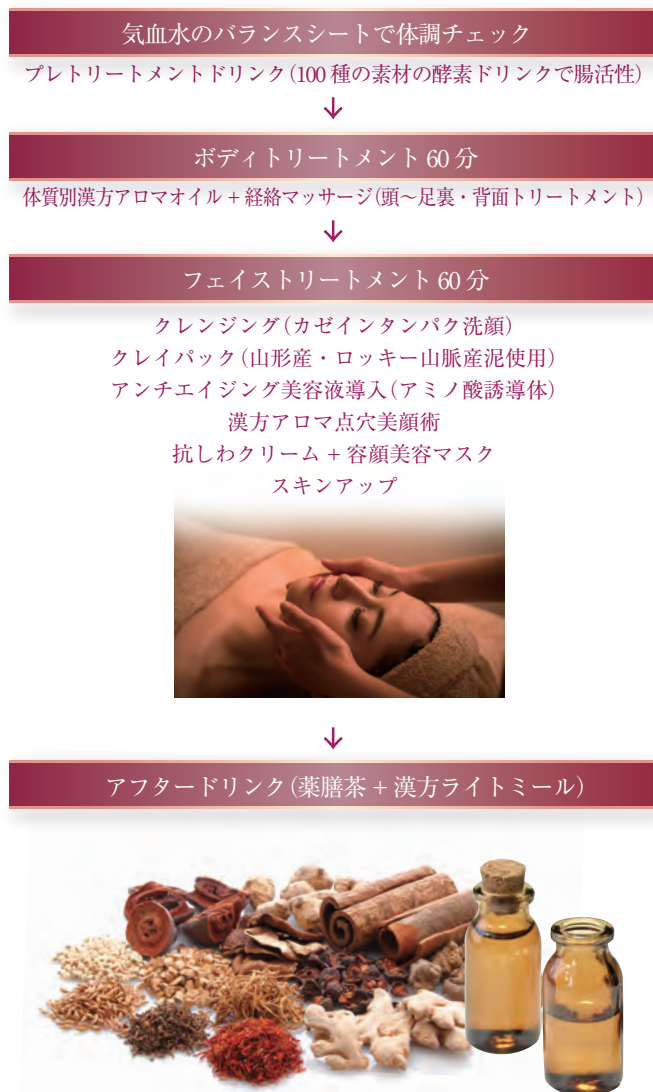 気血水のバランスシートで体調チェック
プレトリートメントドリンク(100種の素材の酵素ドリンクで腸活性)
↓
ボディトリートメント 60分
体質別漢方アロマオイル + 経絡マッサージ(頭〜足裏・背面トリートメント)
↓
フェイストリートメント 60分
クレンジング(カゼインタンパク洗顔)
クレイパック(山形産・ロッキー山脈産泥使用)
アンチエイジング美容液導入(アミノ酸誘導体)
漢方アロマ点穴美顔術
抗しわクリーム + 容顔美容マスク
スキンアップ
↓
アフタードリンク(薬膳茶 + 漢方ライトミール)